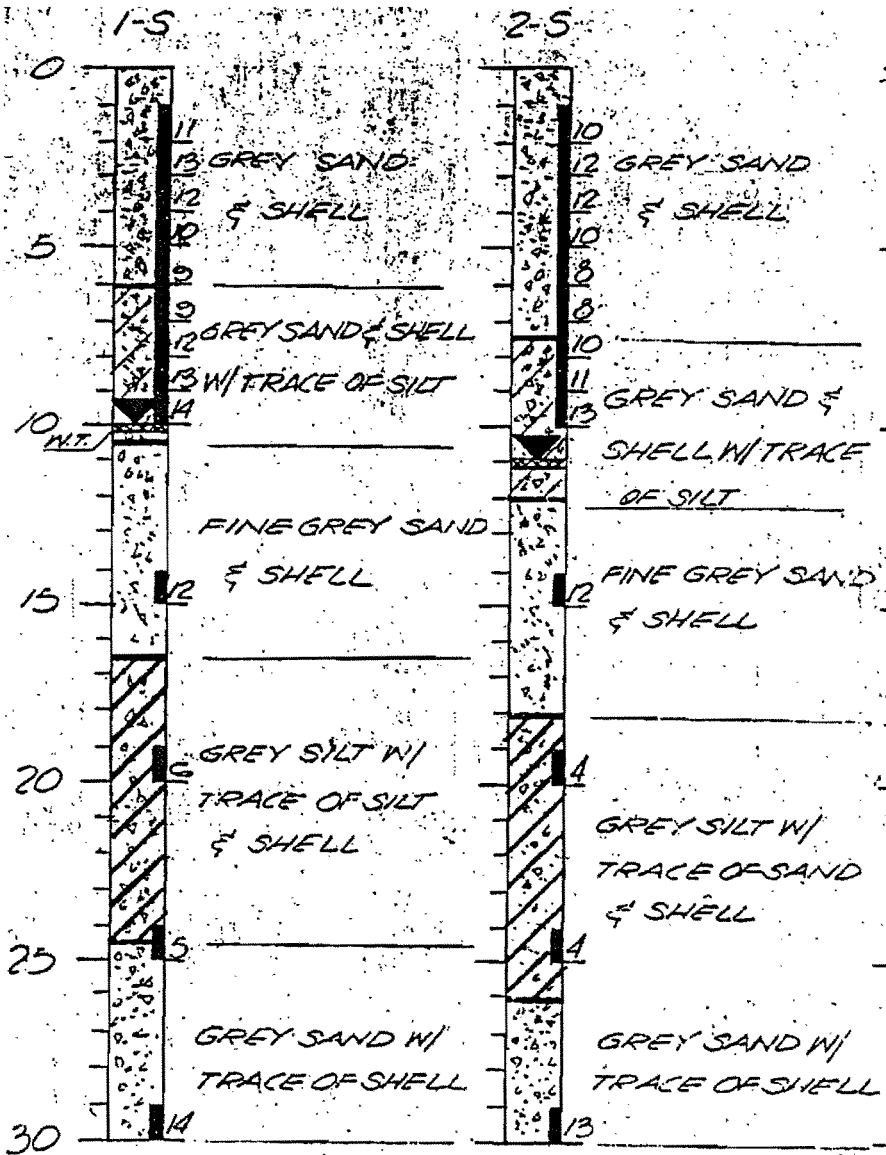 1-S
2-S
0
5
10
W.T.
15
20
25
30
11
13
12
10
GREY SAND
& SHELL
12
13
14
GREY SAND & SHELL
W/ TRACE OF SILT
12
FINE GREY SAND
& SHELL
GREY SILT W/
TRACE OF SILT
& SHELL
5
14
GREY SAND W/
TRACE OF SHELL
10
12
12
10
8
8
GREY SAND
& SHELL
10
11
13
GREY SAND &
SHELL W/ TRACE
OF SILT
12
FINE GREY SAND
& SHELL
4
4
GREY SILT W/
TRACE OF SAND
& SHELL
13
GREY SAND W/
TRACE OF SHELL